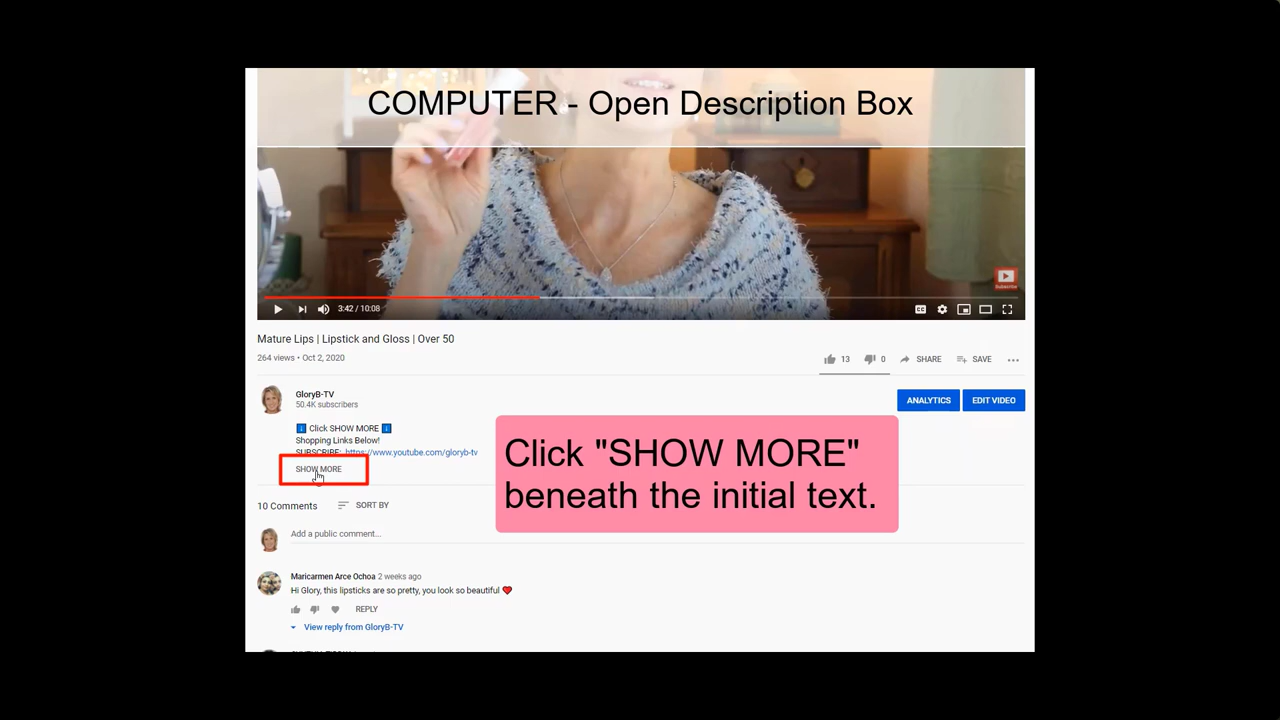 COMPUTER - Open Description Box
Subscribe
3:42 / 10:08
CC
Mature Lips | Lipstick and Gloss | Over 50
264 views • Oct 2, 2020
13 0 SHARE SAVE
GloryB-TV
50.4K subscribers
ANALYTICS EDIT VIDEO
Click SHOW MORE
Shopping Links Below!
SUBSCRIBE: https://www.youtube.com/gloryb-tv
SHOW MORE
Click "SHOW MORE"
beneath the initial text.
10 Comments SORT BY
Add a public comment...
Maricarmen Arce Ochoa 2 weeks ago
Hi Glory, this lipsticks are so pretty, you look so beautiful ❤
REPLY
View reply from GloryB-TV